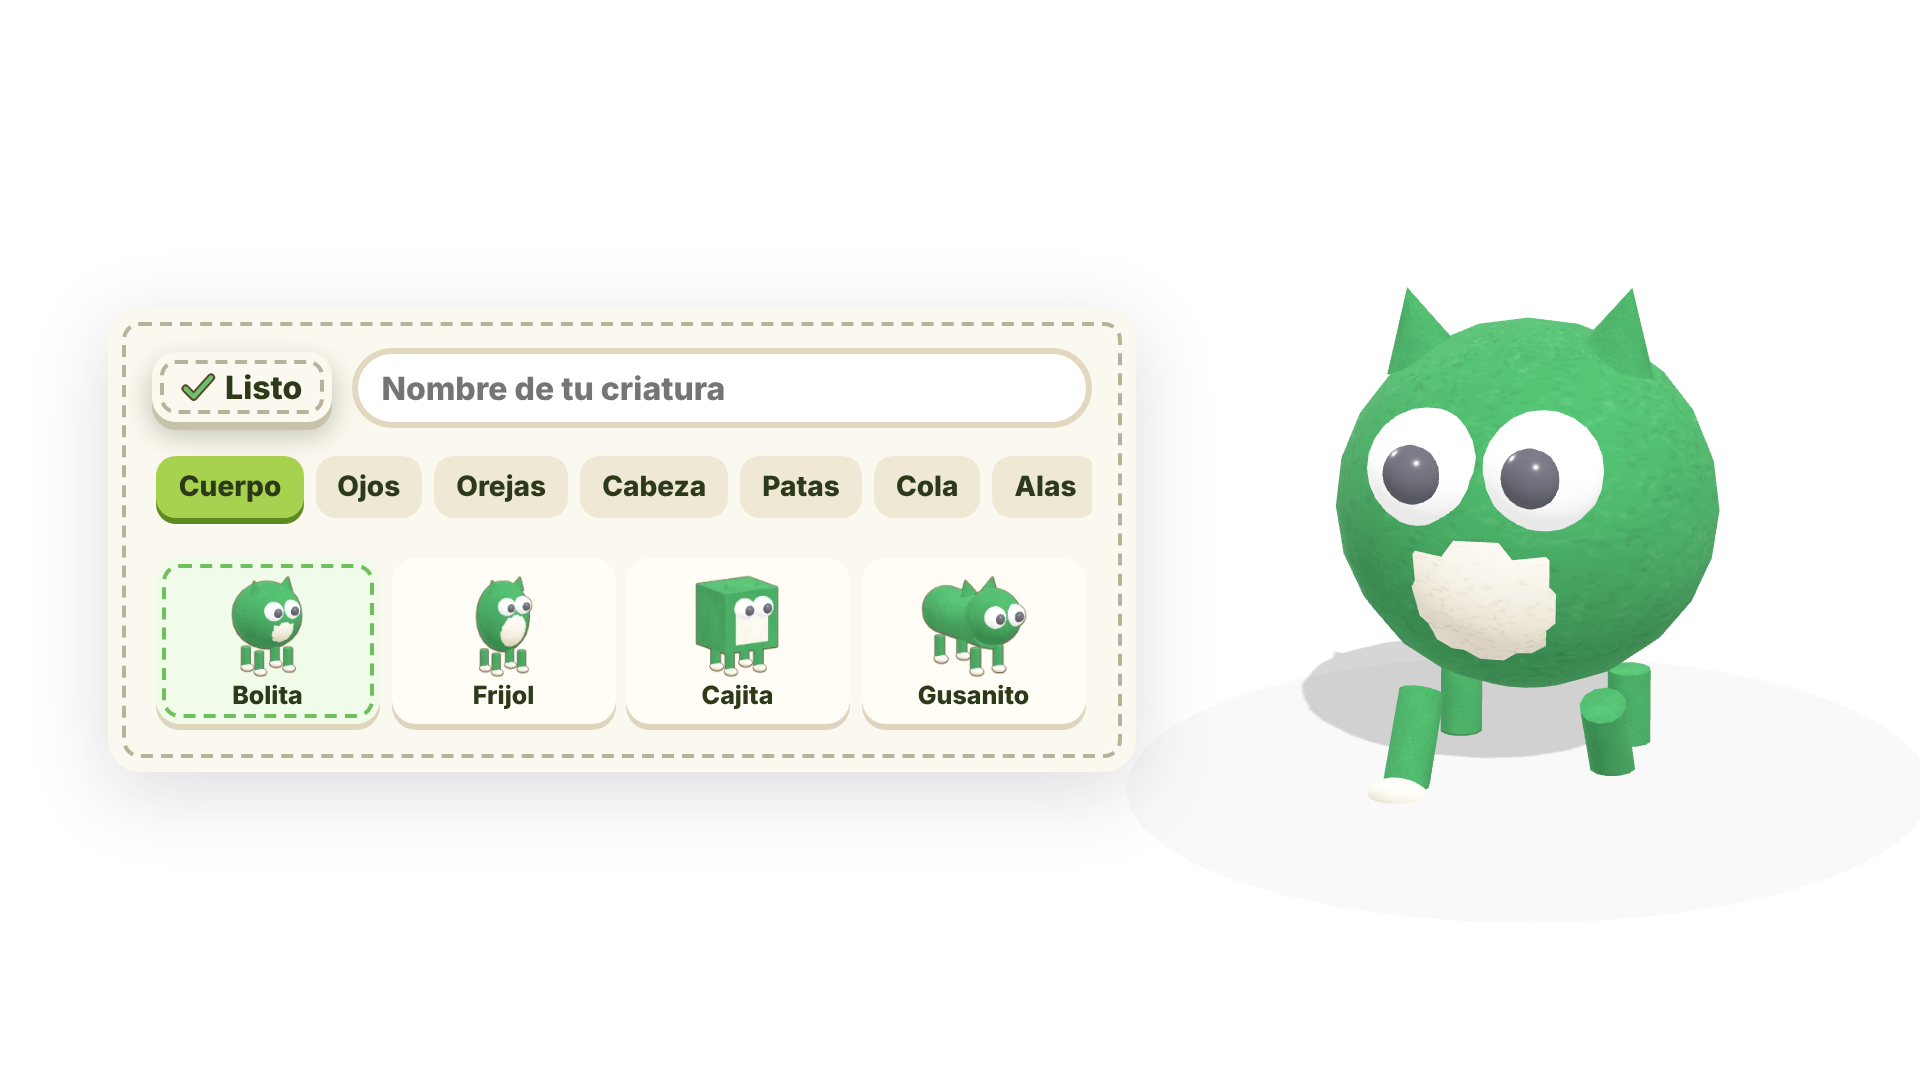 Listo
Nombre de tu criatura
Cuerpo Ojos Orejas Cabeza Patas Cola Alas
Bolita Frijol Cajita Gusanito